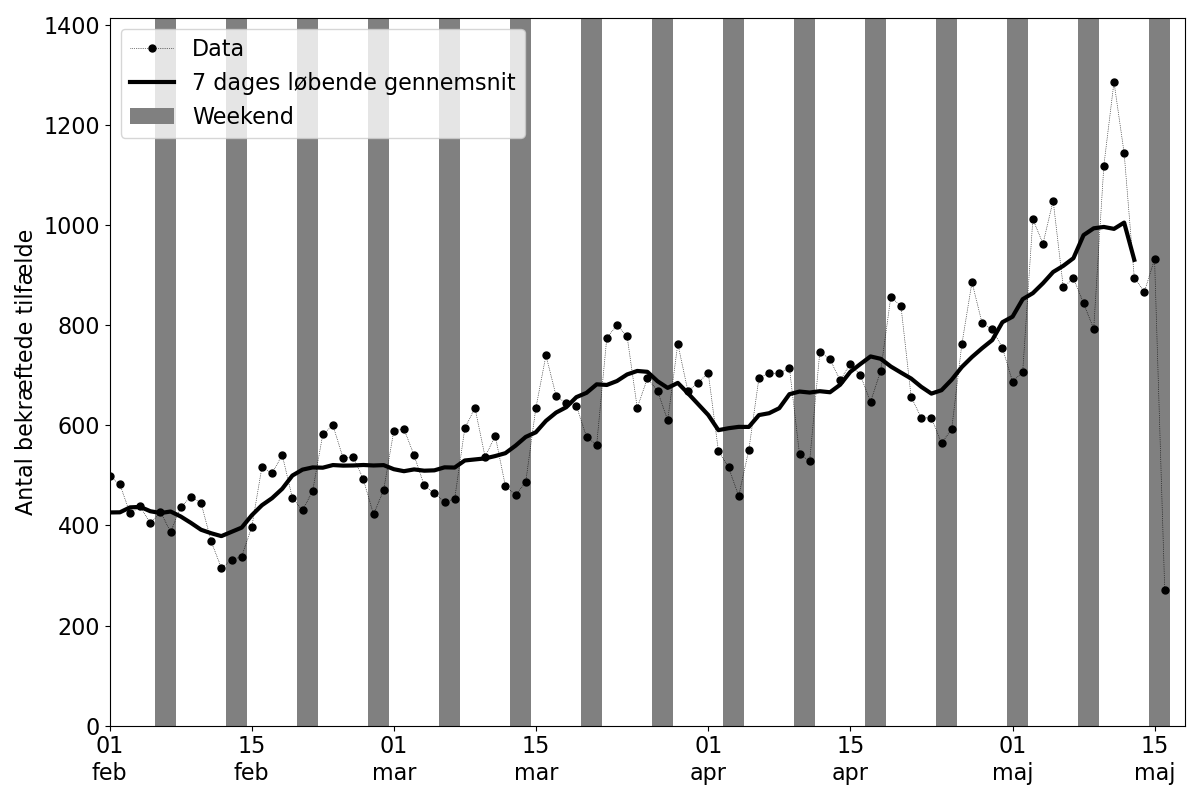 Data
7 dages løbende gennemsnit
Weekend
Antal bekræftede tilfælde
1400
1200
1000
800
600
400
200
0
01 15 01 15 01 15 01 15
feb feb mar mar apr apr maj maj